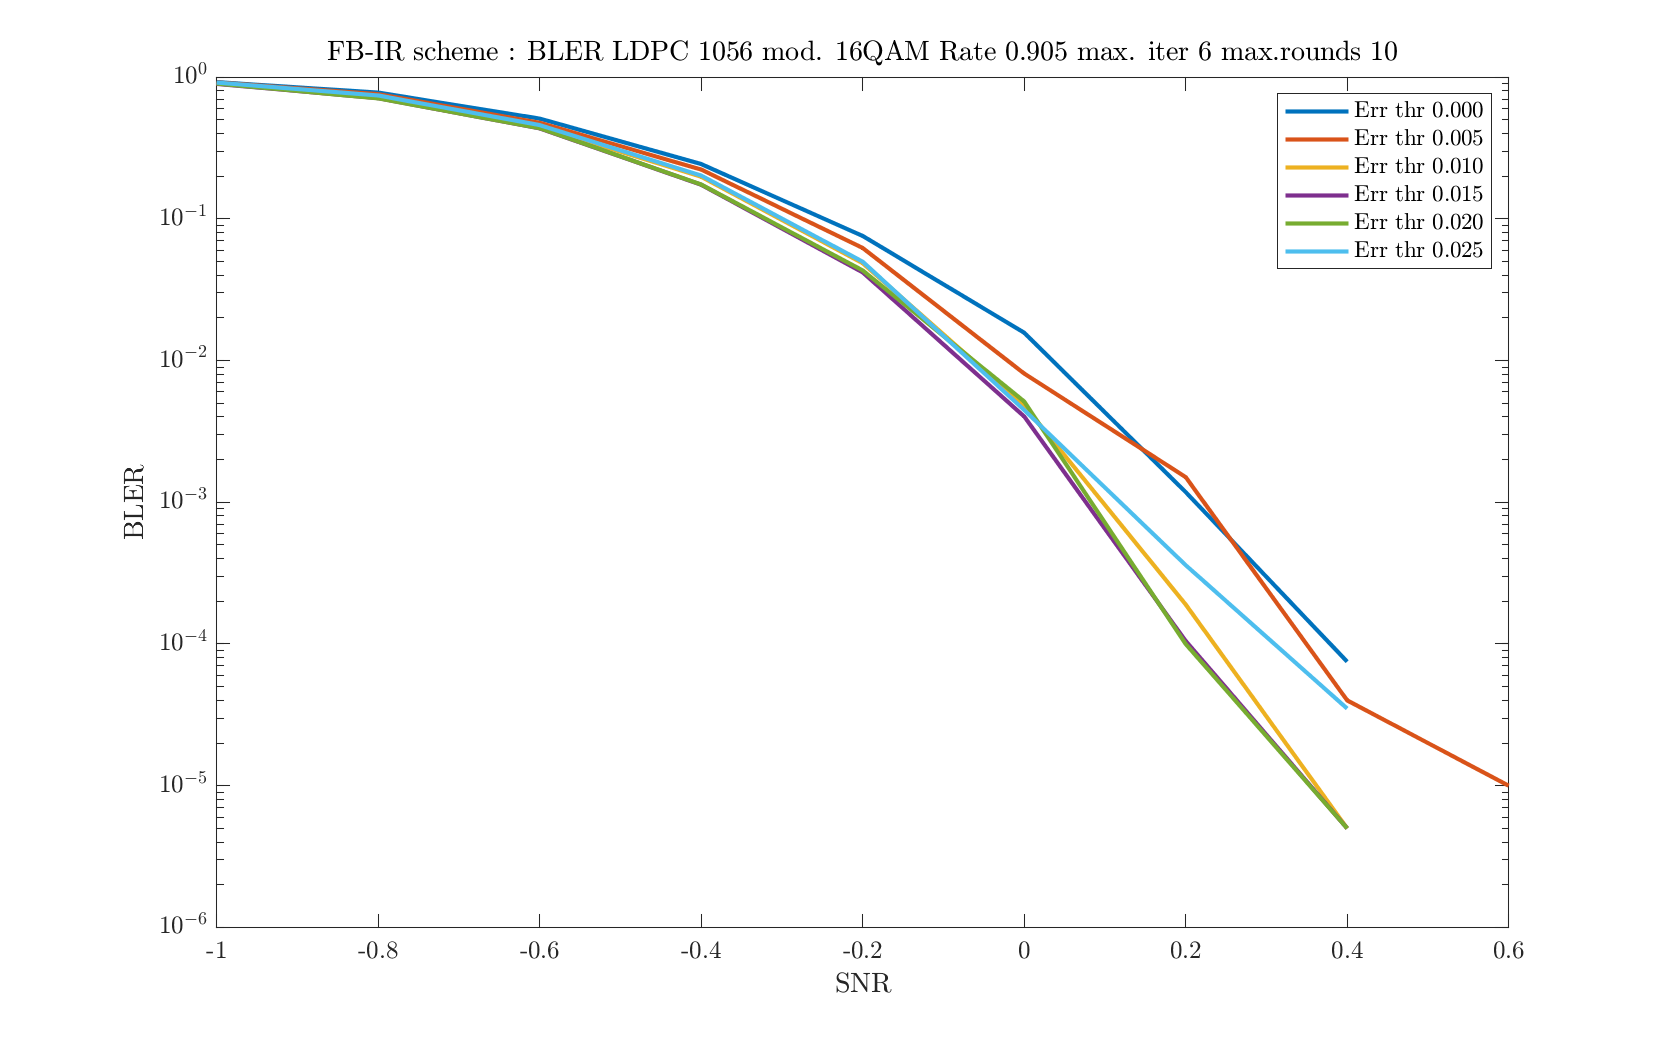 FB-IR scheme : BLER LDPC 1056 mod. 16QAM Rate 0.905 max. iter 6 max.rounds 10
10^0
10^-1
10^-2
10^-3
10^-4
10^-5
10^-6
BLER
Err thr 0.000
Err thr 0.005
Err thr 0.010
Err thr 0.015
Err thr 0.020
Err thr 0.025
-1 -0.8 -0.6 -0.4 -0.2 0 0.2 0.4 0.6
SNR